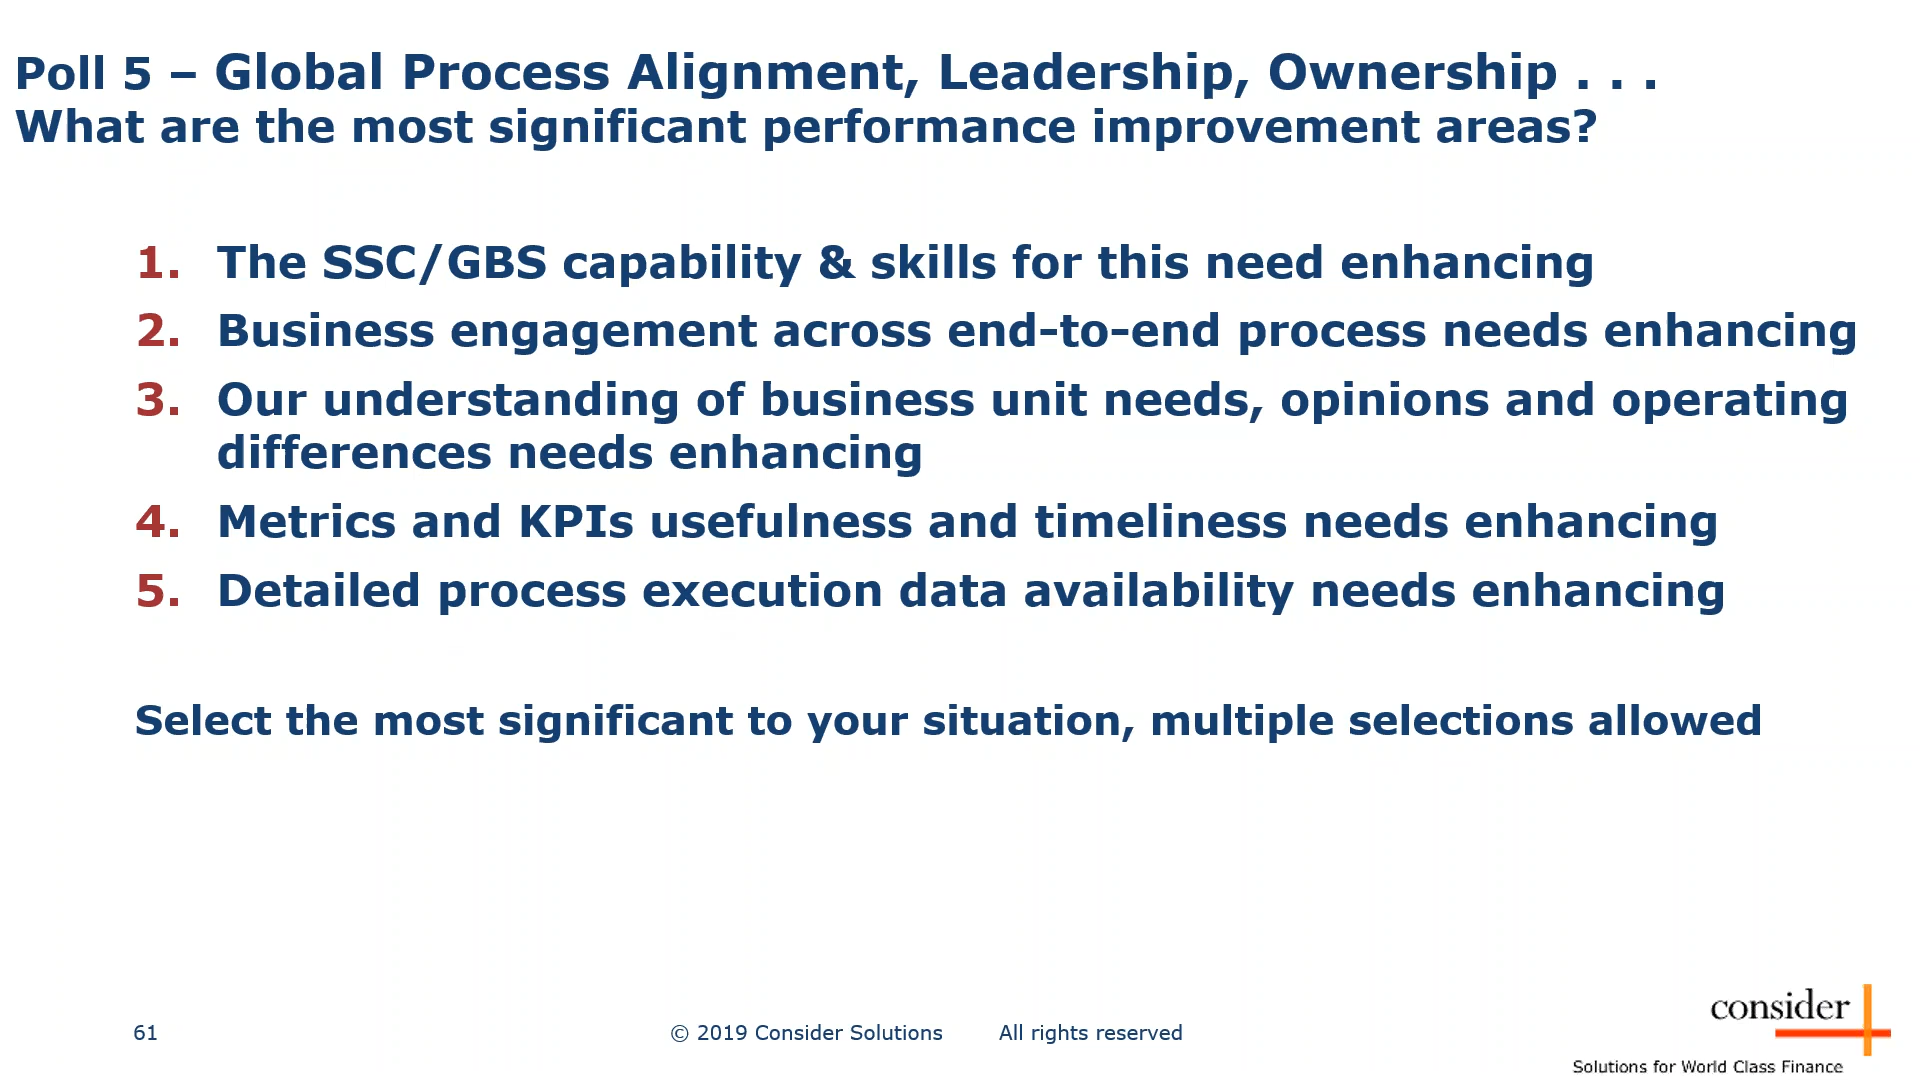 Poll 5 – Global Process Alignment, Leadership, Ownership . . .
What are the most significant performance improvement areas?
1. The SSC/GBS capability & skills for this need enhancing
2. Business engagement across end-to-end process needs enhancing
3. Our understanding of business unit needs, opinions and operating
differences needs enhancing
4. Metrics and KPIs usefulness and timeliness needs enhancing
5. Detailed process execution data availability needs enhancing
Select the most significant to your situation, multiple selections allowed
61 © 2019 Consider Solutions All rights reserved
consider
Solutions for World Class Finance